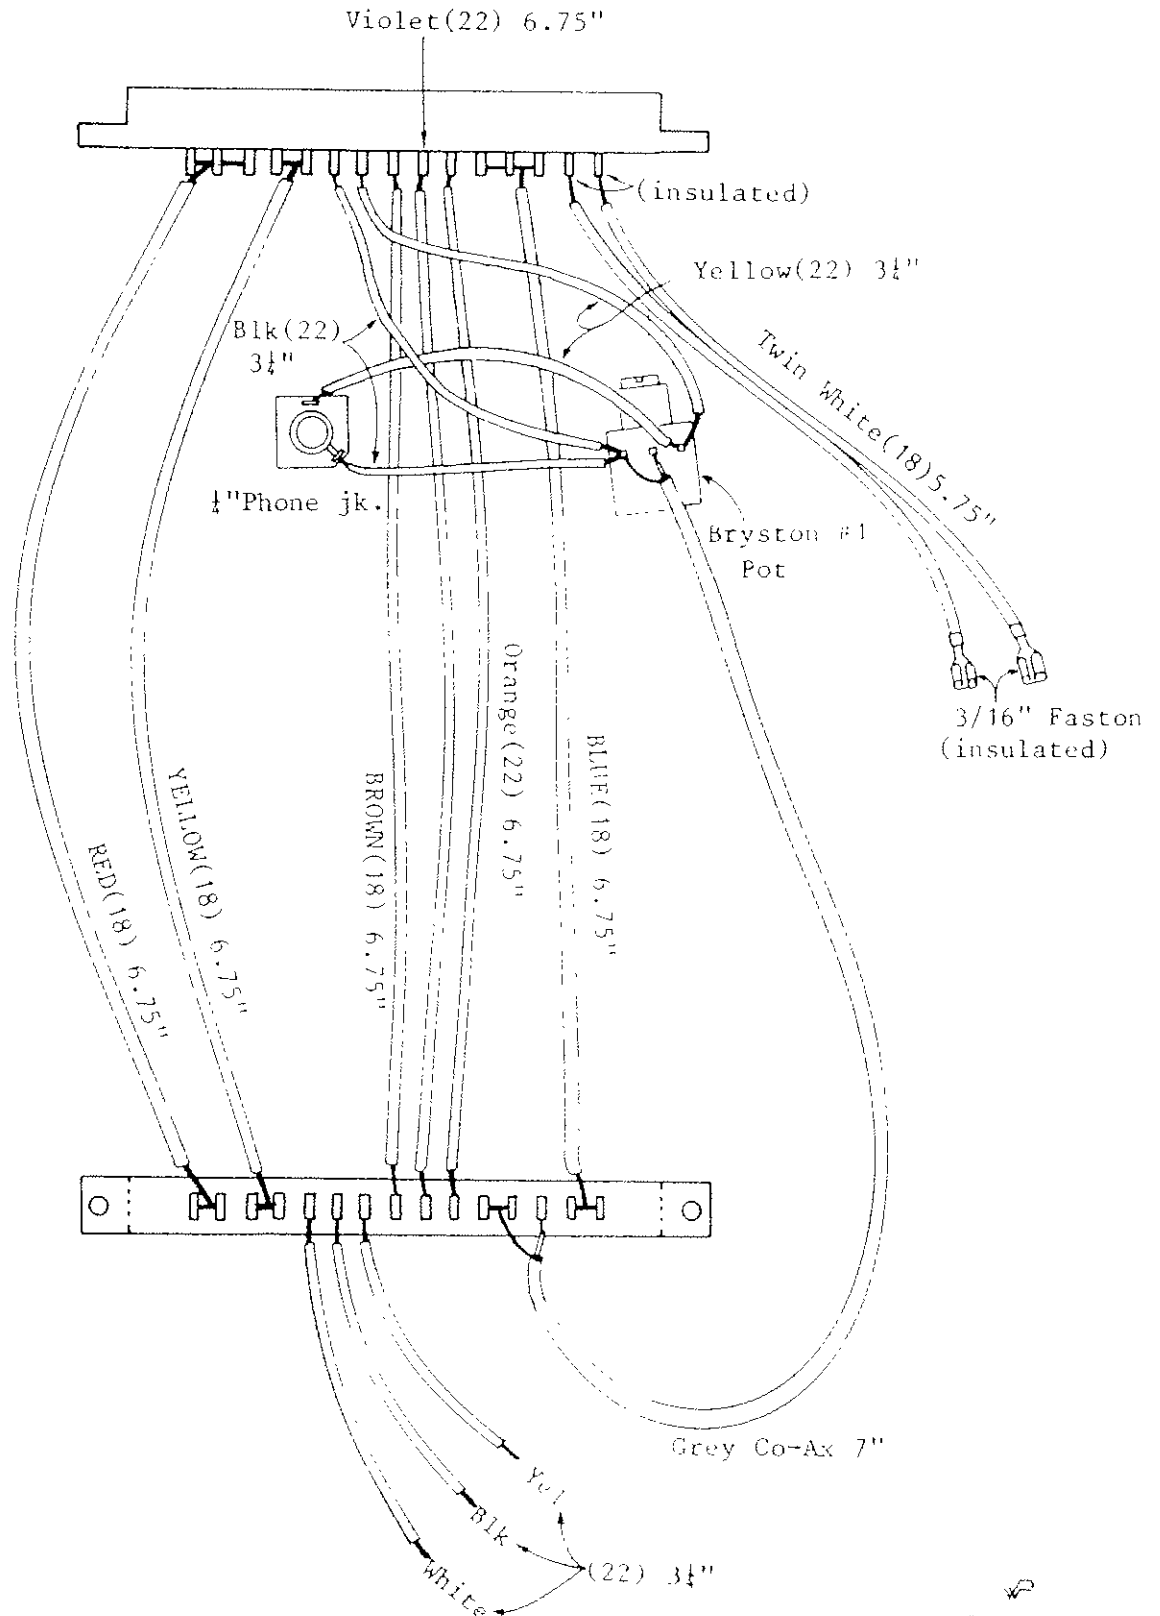 Violet(22) 6.75"
(insulated)
Yellow(22) 3¼"
Blk(22)
3¼"
Twin White(18)5.75"
¼"Phone jk.
Bryston #1
Pot
3/16" Faston
(insulated)
Orange(22) 6.75"
BLUE(18) 6.75"
BROWN(18) 6.75"
YELLOW(18) 6.75"
RED(18) 6.75"
Grey Co-Ax 7"
Yel
Blk
White
(22) 3¼"